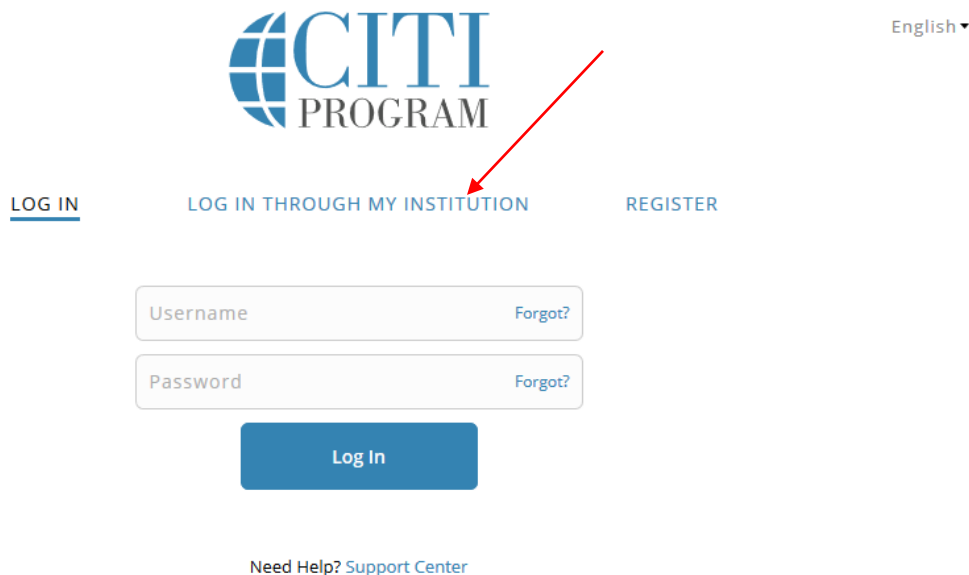 English
CITI
PROGRAM
LOG IN LOG IN THROUGH MY INSTITUTION REGISTER
Username Forgot?
Password Forgot?
Log In
Need Help? Support Center